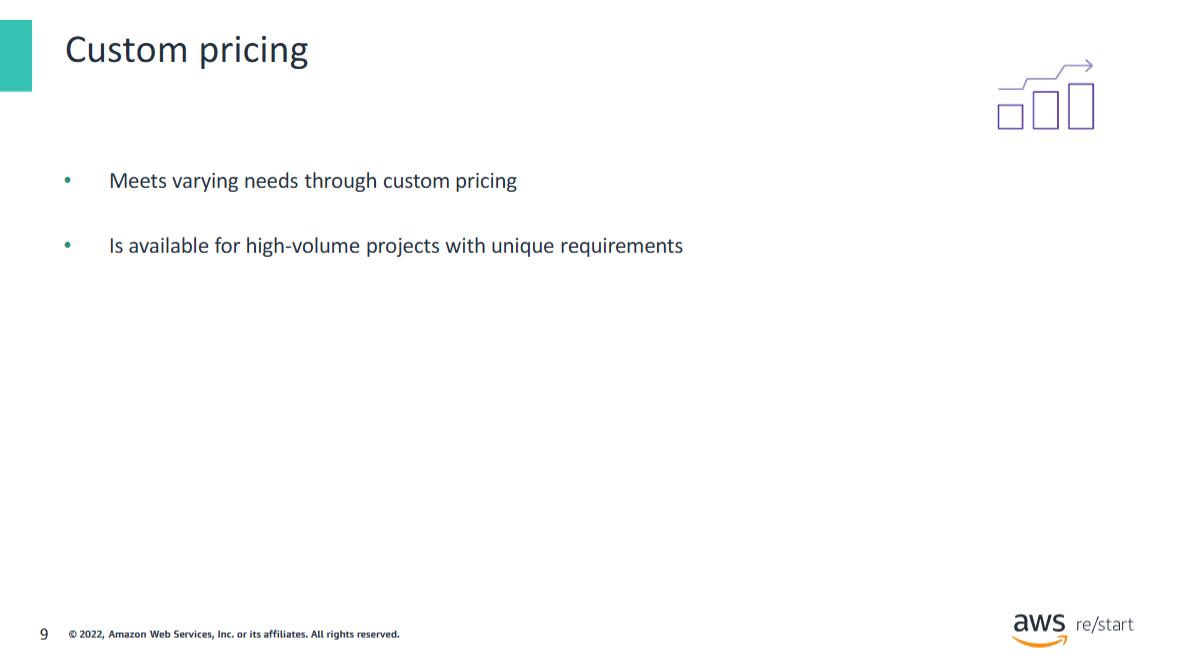 Custom pricing
• Meets varying needs through custom pricing
• Is available for high-volume projects with unique requirements
9 © 2022, Amazon Web Services, Inc. or its affiliates. All rights reserved.
aws re/start